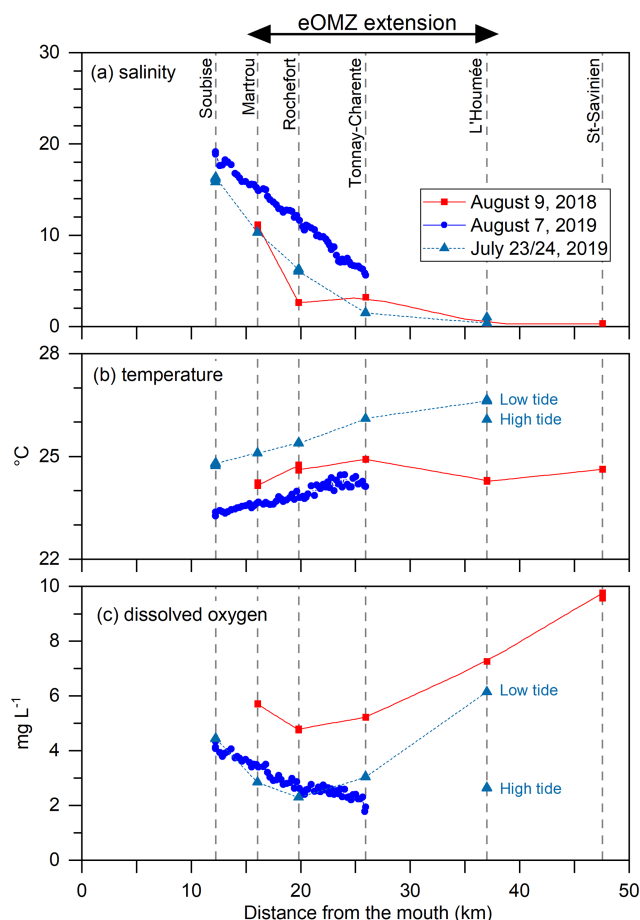 eOMZ extension
30
(a) salinity
Soubise
Martrou
Rochefort
Tonnay-Charente
L'Houmée
St-Savinien
20
August 9, 2018
August 7, 2019
July 23/24, 2019
10
0
28
(b) temperature
Low tide
High tide
°C
25
22
10
(c) dissolved oxygen
8
mg L-1
6
Low tide
4
High tide
2
0
0 10 20 30 40 50
Distance from the mouth (km)